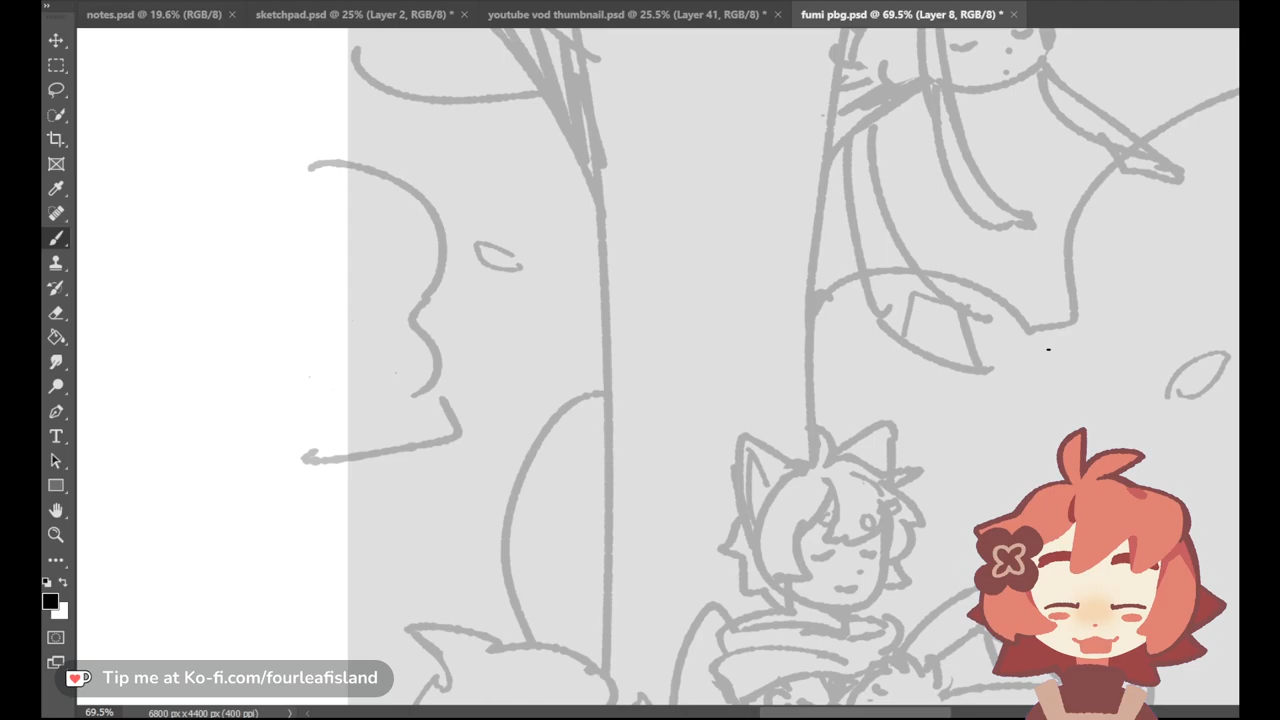 notes.psd @ 19.6% (RGB/8) sketchpad.psd @ 25% (Layer 2, RGB/8) * youtube vod thumbnail.psd @ 25.5% (Layer 41, RGB/8) * fumi pbg.psd @ 69.5% (Layer 8, RGB/8) *
T
Tip me at Ko-fi.com/fourleafisland
69.5% 6800 px x 4400 px (400 ppi)